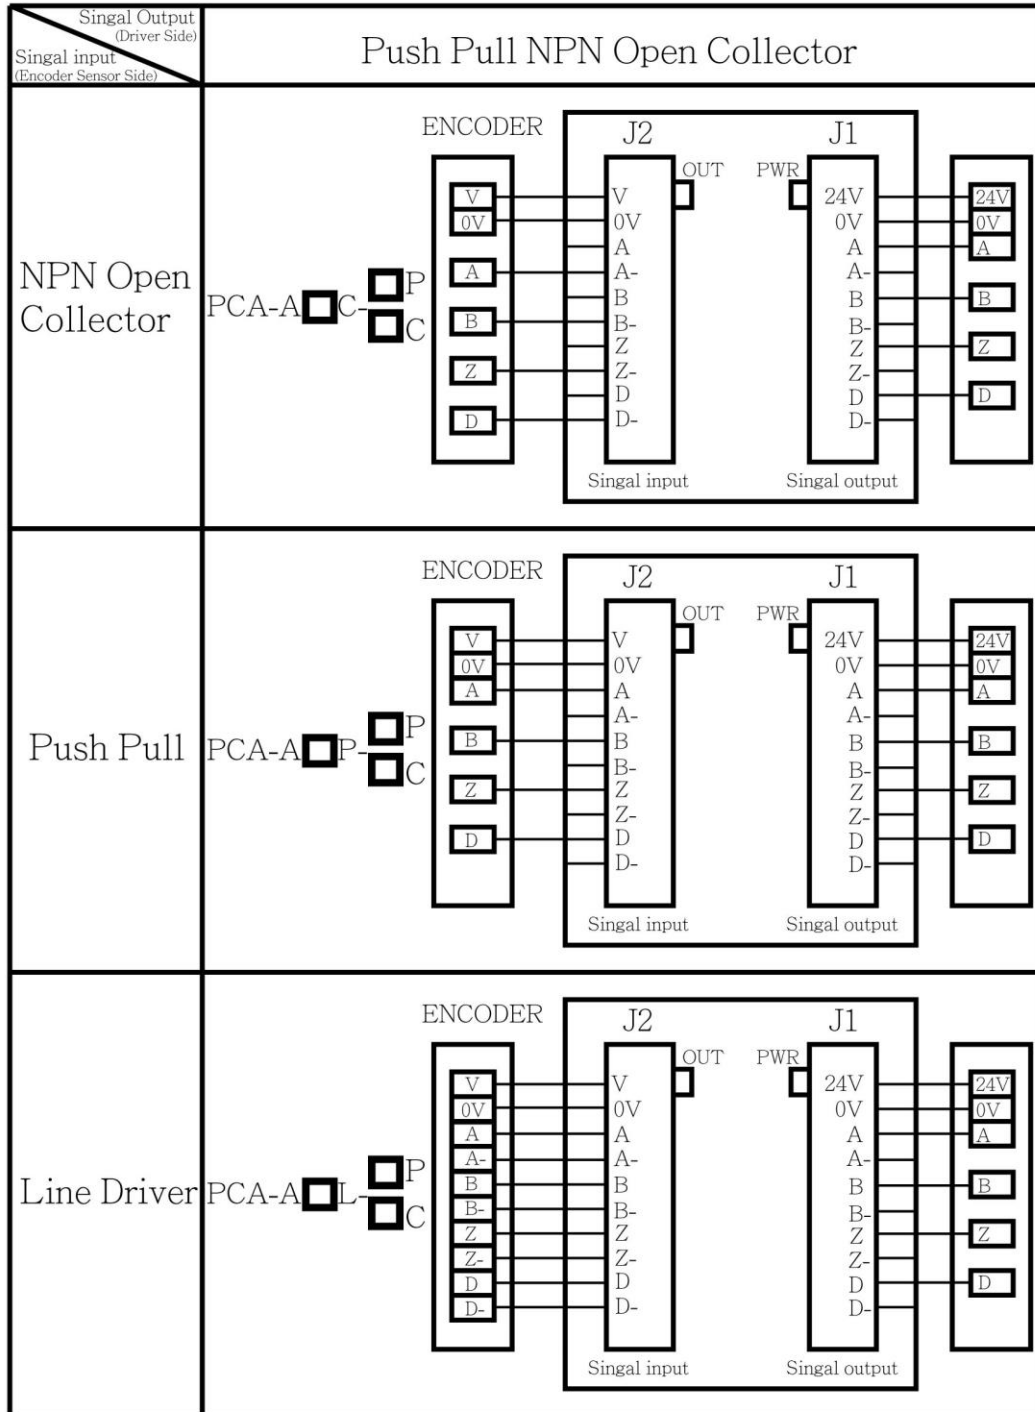 Singal Output
(Driver Side)
Singal input
(Encoder Sensor Side)
Push Pull NPN Open Collector
NPN Open
Collector
PCA-A□C-
□P
□C
ENCODER
V
0V
A
B
Z
D
J2
OUT
V
0V
A
A-
B
B-
Z
Z-
D
D-
Singal input
J1
PWR
24V
0V
A
A-
B
B-
Z
Z-
D
D-
Singal output
24V
0V
A
B
Z
D
Push Pull
PCA-A□P-
□P
□C
ENCODER
V
0V
A
B
Z
D
J2
OUT
V
0V
A
A-
B
B-
Z
Z-
D
D-
Singal input
J1
PWR
24V
0V
A
A-
B
B-
Z
Z-
D
D-
Singal output
24V
0V
A
B
Z
D
Line Driver
PCA-A□L-
□P
□C
ENCODER
V
0V
A
A-
B
B-
Z
Z-
D
D-
J2
OUT
V
0V
A
A-
B
B-
Z
Z-
D
D-
Singal input
J1
PWR
24V
0V
A
A-
B
B-
Z
Z-
D
D-
Singal output
24V
0V
A
B
Z
D